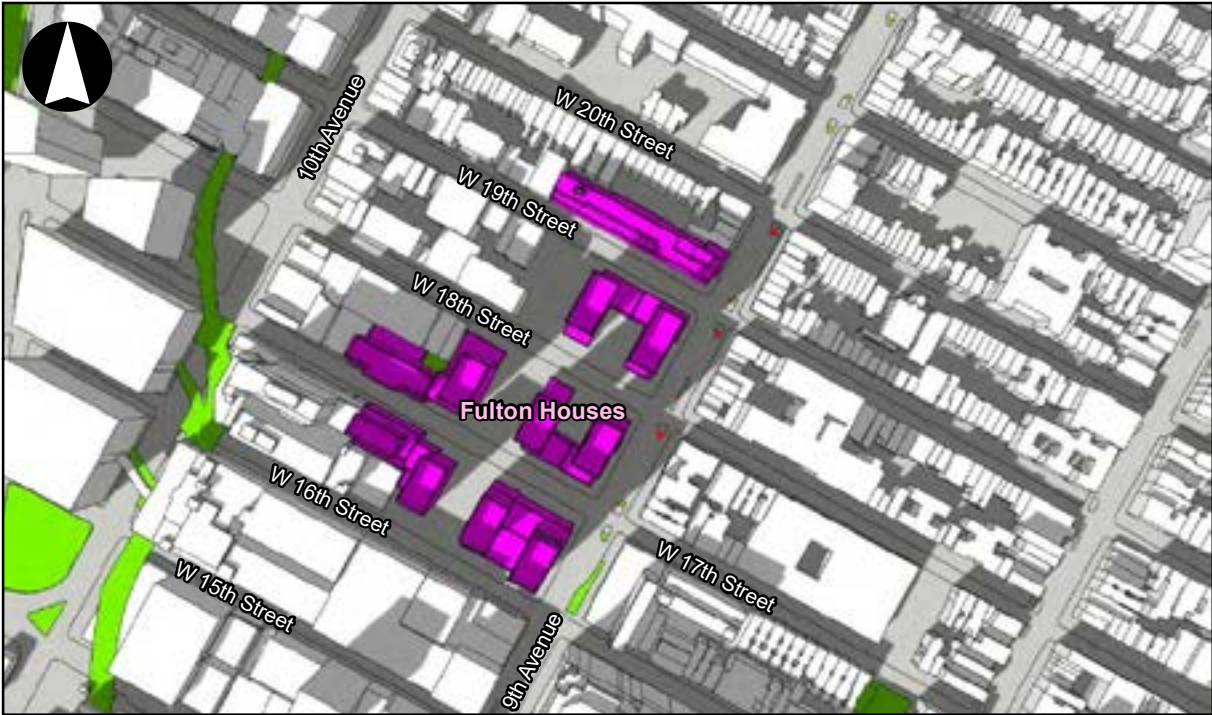 10th Avenue
W 20th Street
W 19th Street
W 18th Street
Fulton Houses
W 16th Street
W 17th Street
W 15th Street
9th Avenue